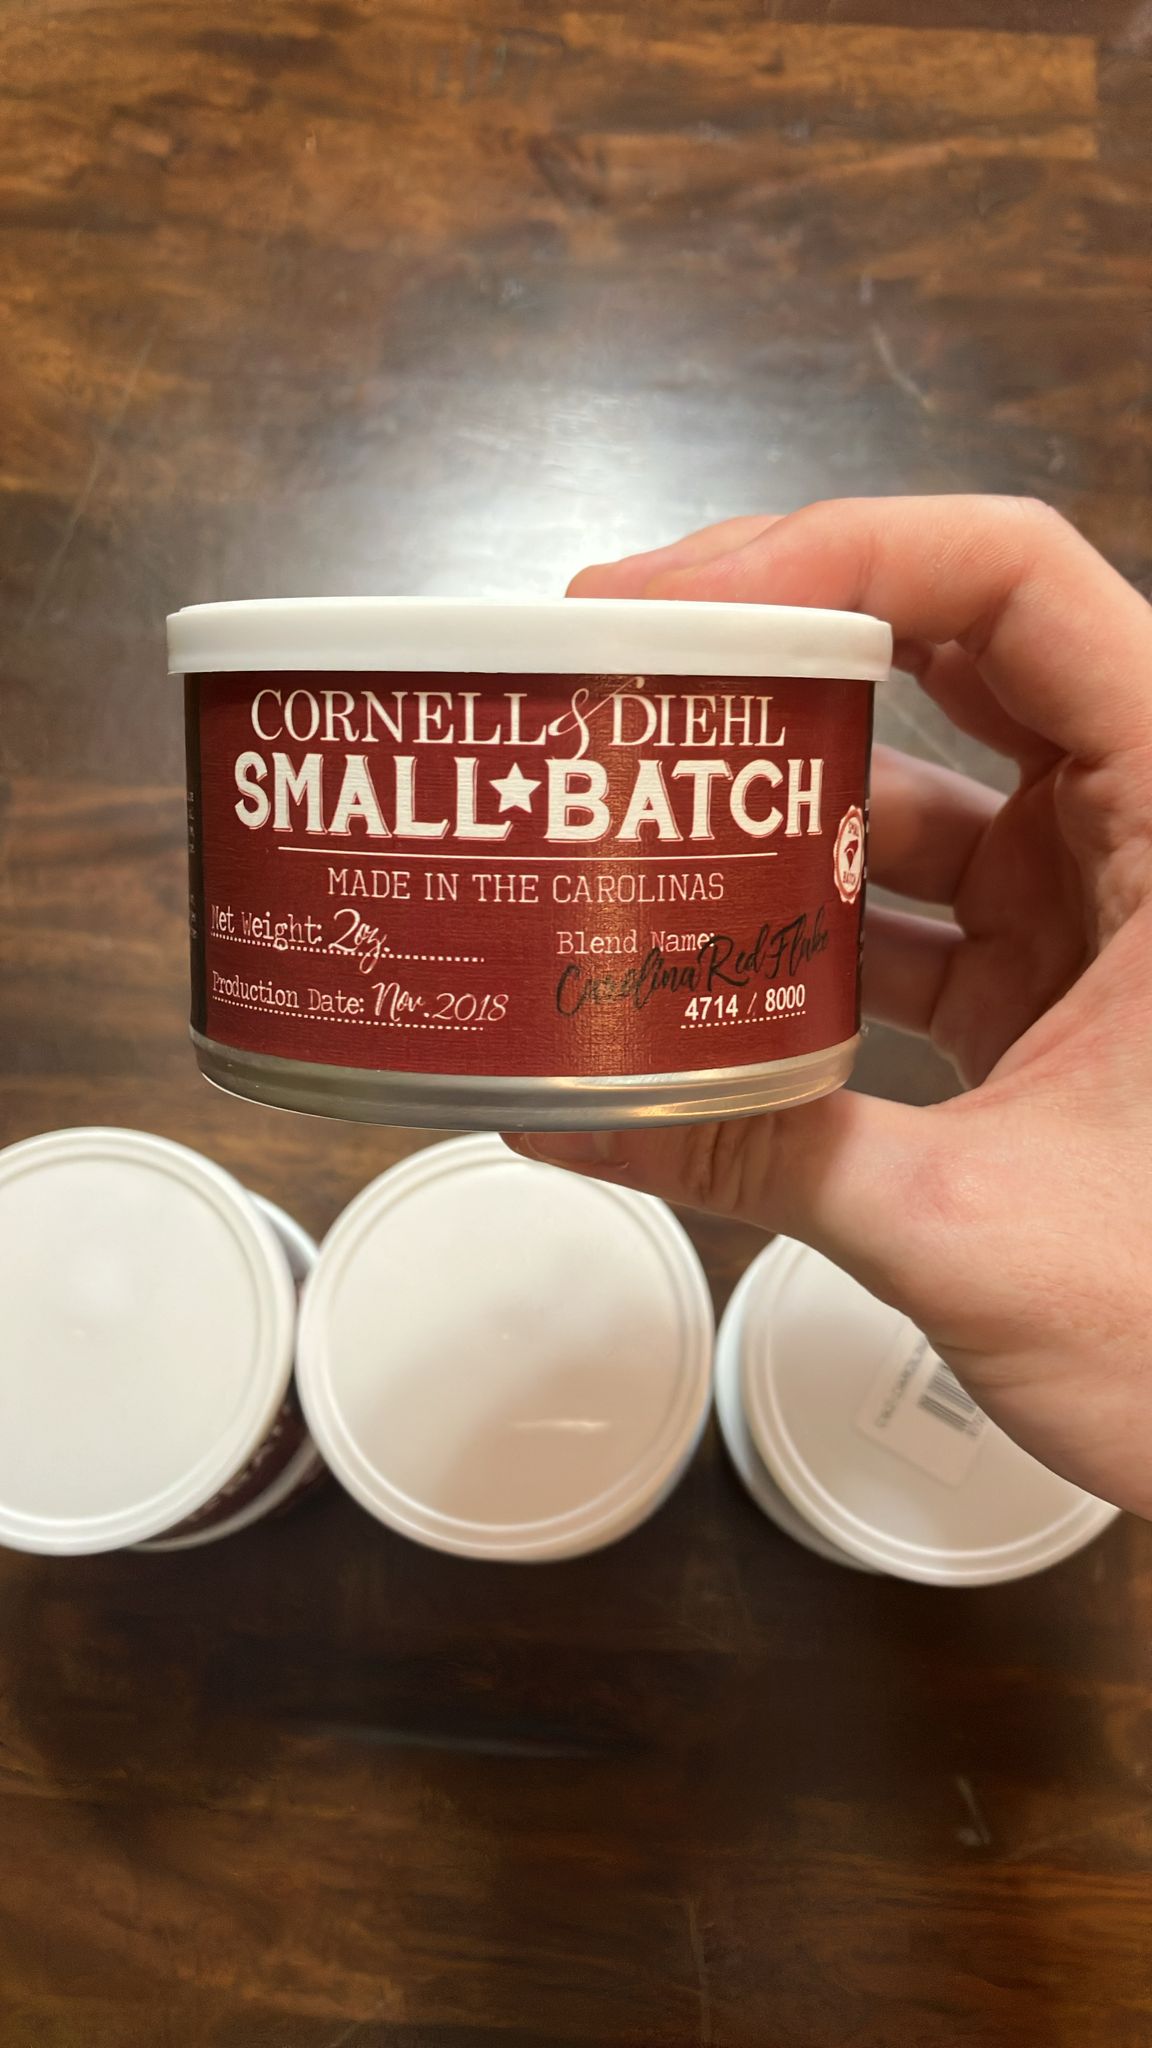 CORNELL & DIEHL
SMALL★BATCH
MADE IN THE CAROLINAS
Net Weight: 2oz.
Production Date: Nov. 2018
Blend Name:
Carolina Red Flake
4714 / 8000
BATCH